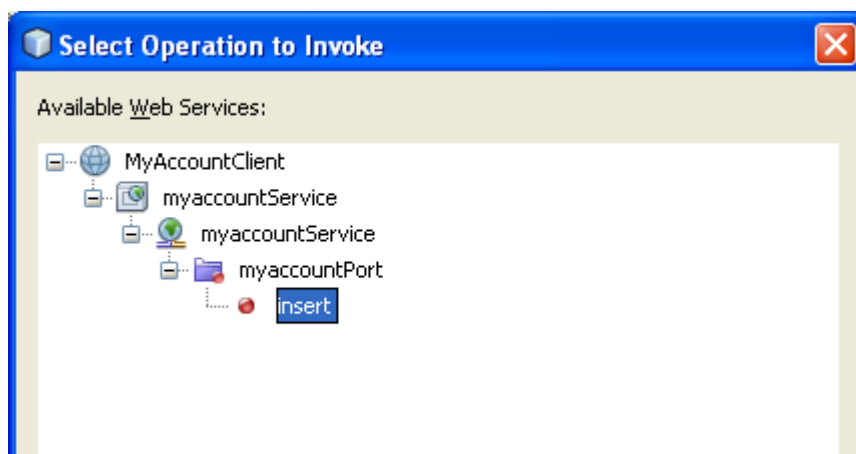 Select Operation to Invoke
Available Web Services:
MyAccountClient
myaccountService
myaccountService
myaccountPort
insert